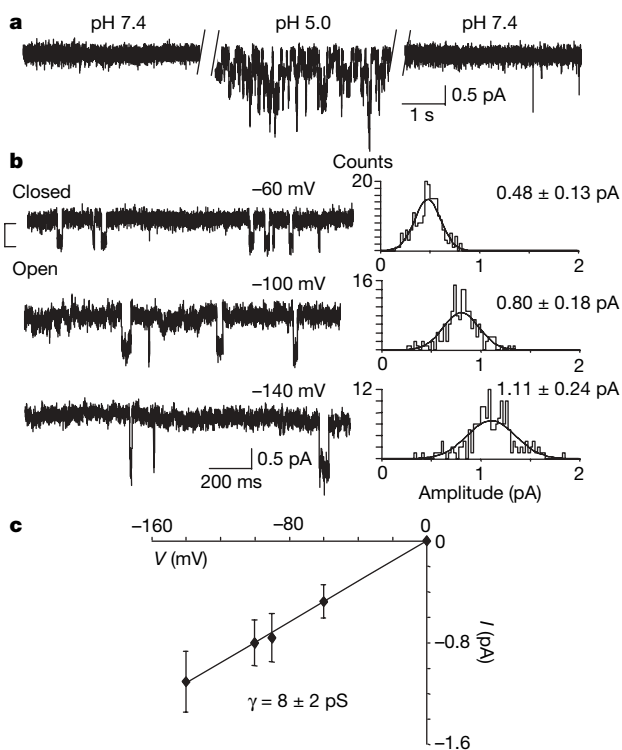 a
pH 7.4 pH 5.0 pH 7.4
0.5 pA
1 s
b
Counts
Closed
–60 mV
20
0.48 ± 0.13 pA
0 1 2
Open
–100 mV
16
0.80 ± 0.18 pA
0 1 2
–140 mV
12
1.11 ± 0.24 pA
0.5 pA
200 ms
0 1 2
Amplitude (pA)
c
–160 –80 0
V (mV)
0
–0.8
I (pA)
γ = 8 ± 2 pS
–1.6